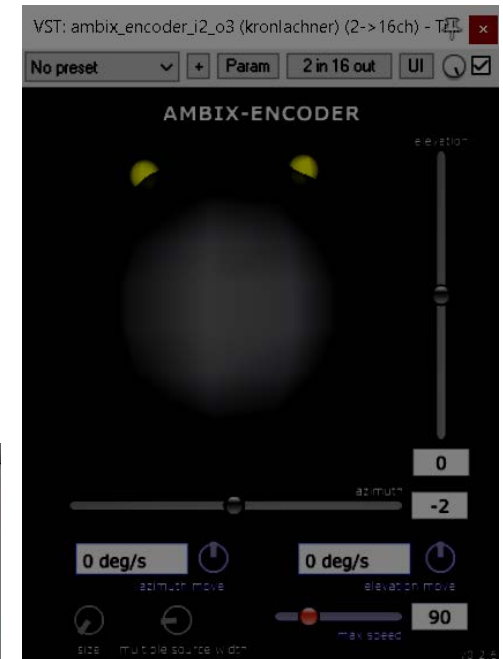 VST: ambix_encoder_i2_o3 (kronlachner) (2->16ch) -
No preset + Param 2 in 16 out UI
AMBIX-ENCODER
elevation
0
azimuth
-2
0 deg/s 0 deg/s
azimuth move elevation move
90
max speed
size multiple source width